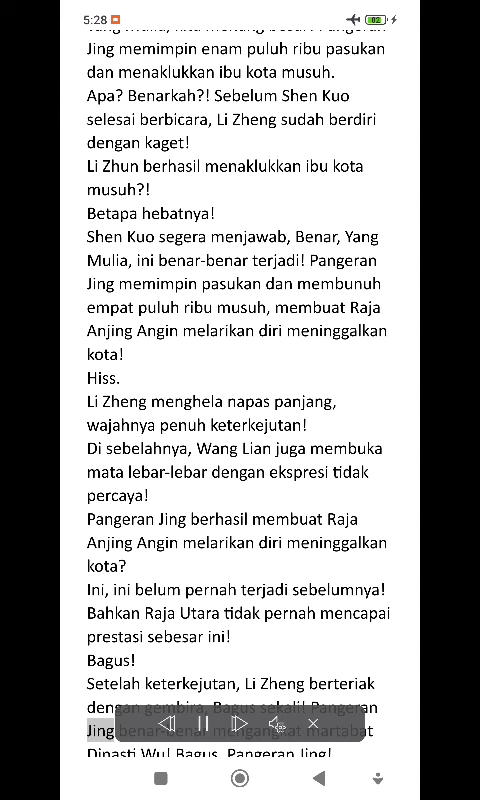 5:28
82
Jing memimpin enam puluh ribu pasukan
dan menaklukkan ibu kota musuh.
Apa? Benarkah?! Sebelum Shen Kuo
selesai berbicara, Li Zheng sudah berdiri
dengan kaget!
Li Zhun berhasil menaklukkan ibu kota
musuh?!
Betapa hebatnya!
Shen Kuo segera menjawab, Benar, Yang
Mulia, ini benar-benar terjadi! Pangeran
Jing memimpin pasukan dan membunuh
empat puluh ribu musuh, membuat Raja
Anjing Angin melarikan diri meninggalkan
kota!
Hiss.
Li Zheng menghela napas panjang,
wajahnya penuh keterkejutan!
Di sebelahnya, Wang Lian juga membuka
mata lebar-lebar dengan ekspresi tidak
percaya!
Pangeran Jing berhasil membuat Raja
Anjing Angin melarikan diri meninggalkan
kota?
Ini, ini belum pernah terjadi sebelumnya!
Bahkan Raja Utara tidak pernah mencapai
prestasi sebesar ini!
Bagus!
Setelah keterkejutan, Li Zheng berteriak
dengan gembira, Bagus sekali! Pangeran
Jing benar-benar mengangkat martabat
Dinasti Wu! Bagus, Pangeran Jing!